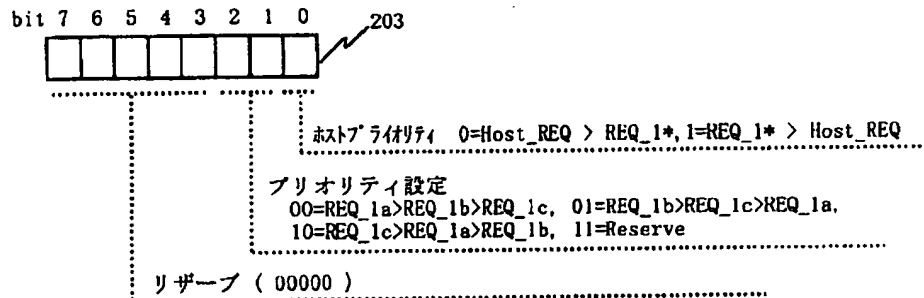 bit 7 6 5 4 3 2 1 0
203
ホストプライオリティ 0=Host_REQ > REQ_1*, 1=REQ_1* > Host_REQ
プリオリティ設定
00=REQ_1a>REQ_1b>REQ_1c, 01=REQ_1b>REQ_1c>REQ_1a,
10=REQ_1c>REQ_1a>REQ_1b, 11=Reserve
リザーブ ( 00000 )